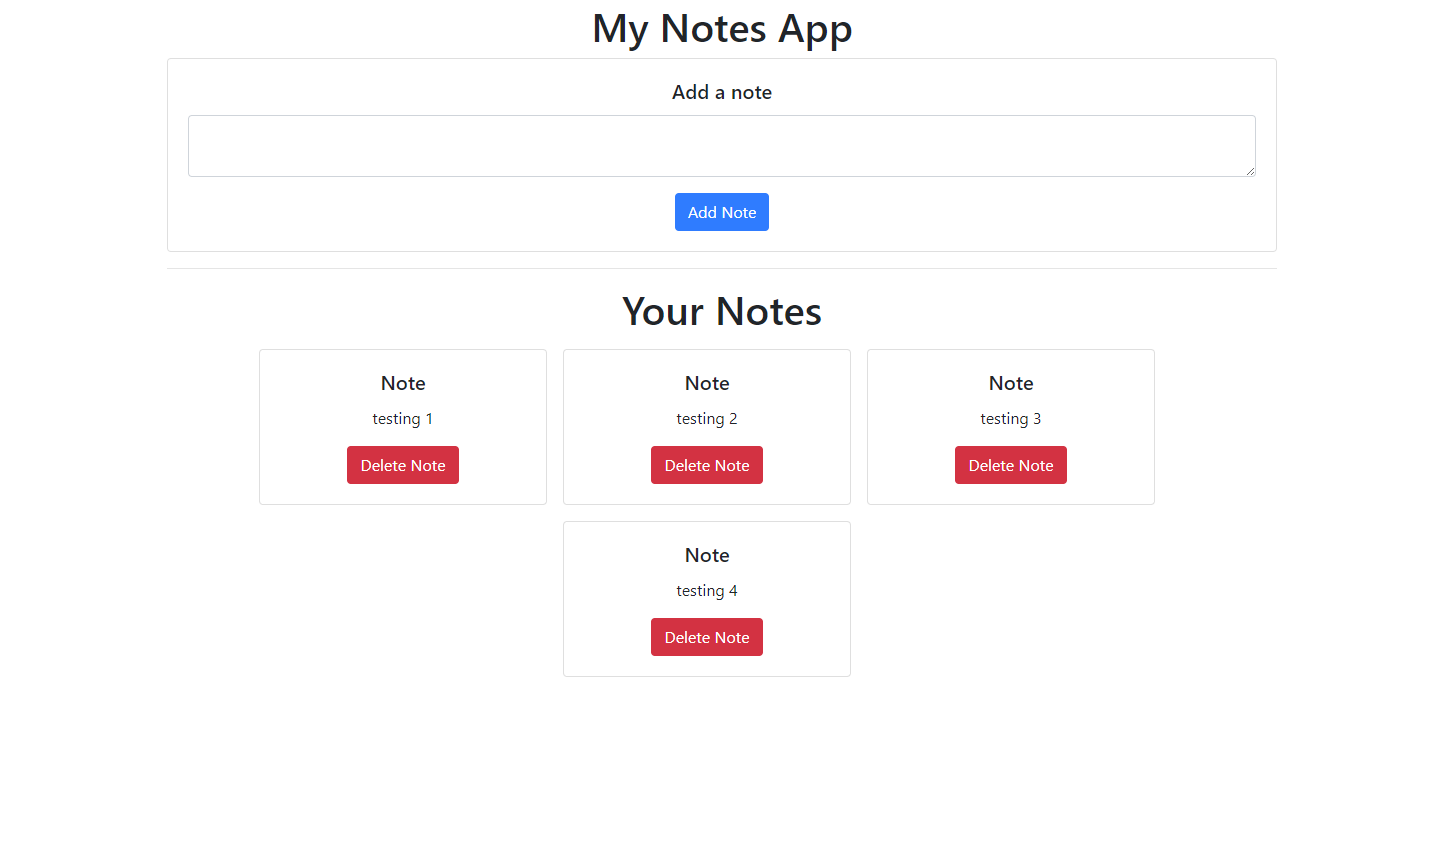 My Notes App
Add a note
Add Note
Your Notes
Note
testing 1
Delete Note
Note
testing 2
Delete Note
Note
testing 3
Delete Note
Note
testing 4
Delete Note